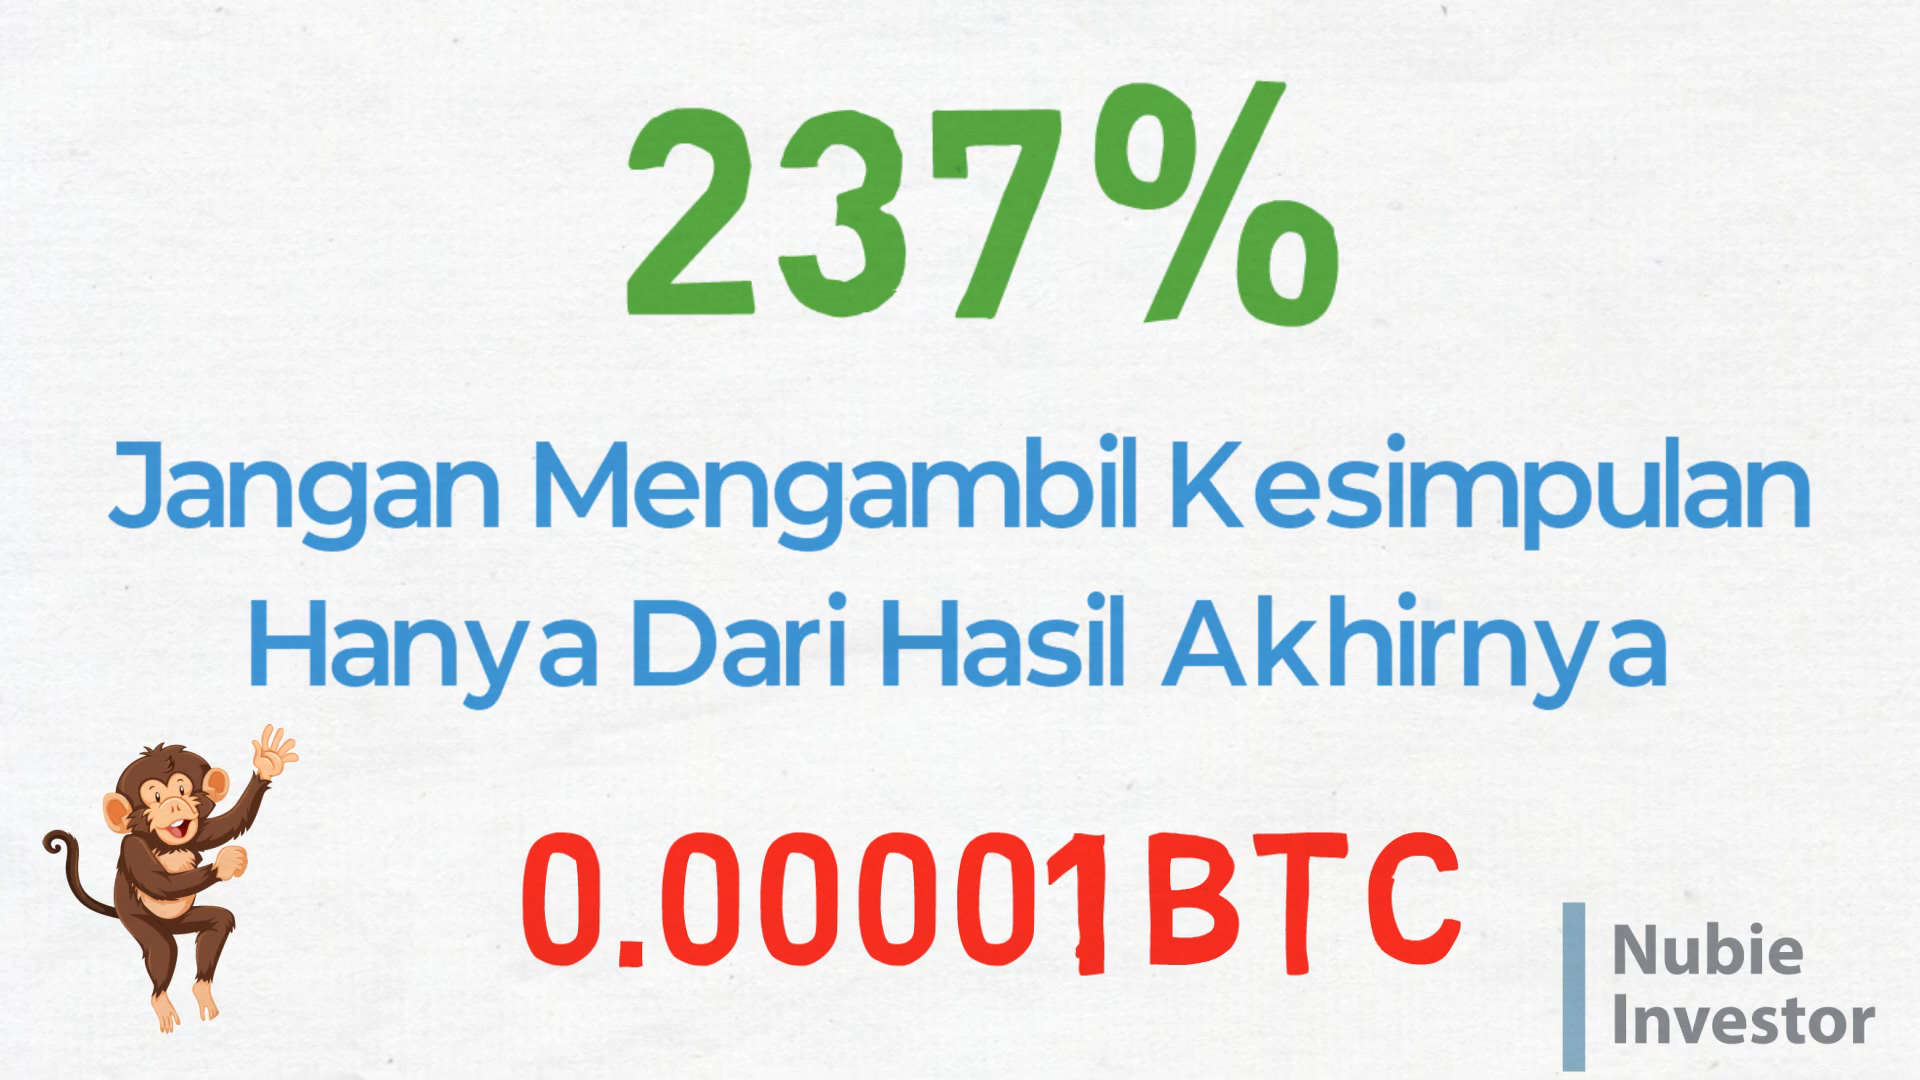 237%
Jangan Mengambil Kesimpulan
Hanya Dari Hasil Akhirnya
0.00001BTC
Nubie
Investor